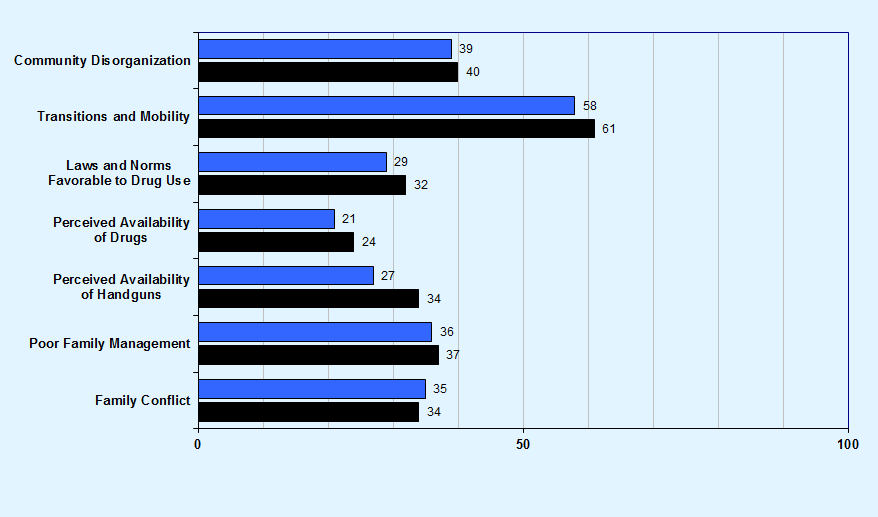 Community Disorganization
39
40
Transitions and Mobility
58
61
Laws and Norms
Favorable to Drug Use
29
32
Perceived Availability
of Drugs
21
24
Perceived Availability
of Handguns
27
34
Poor Family Management
36
37
Family Conflict
35
34
0
50
100